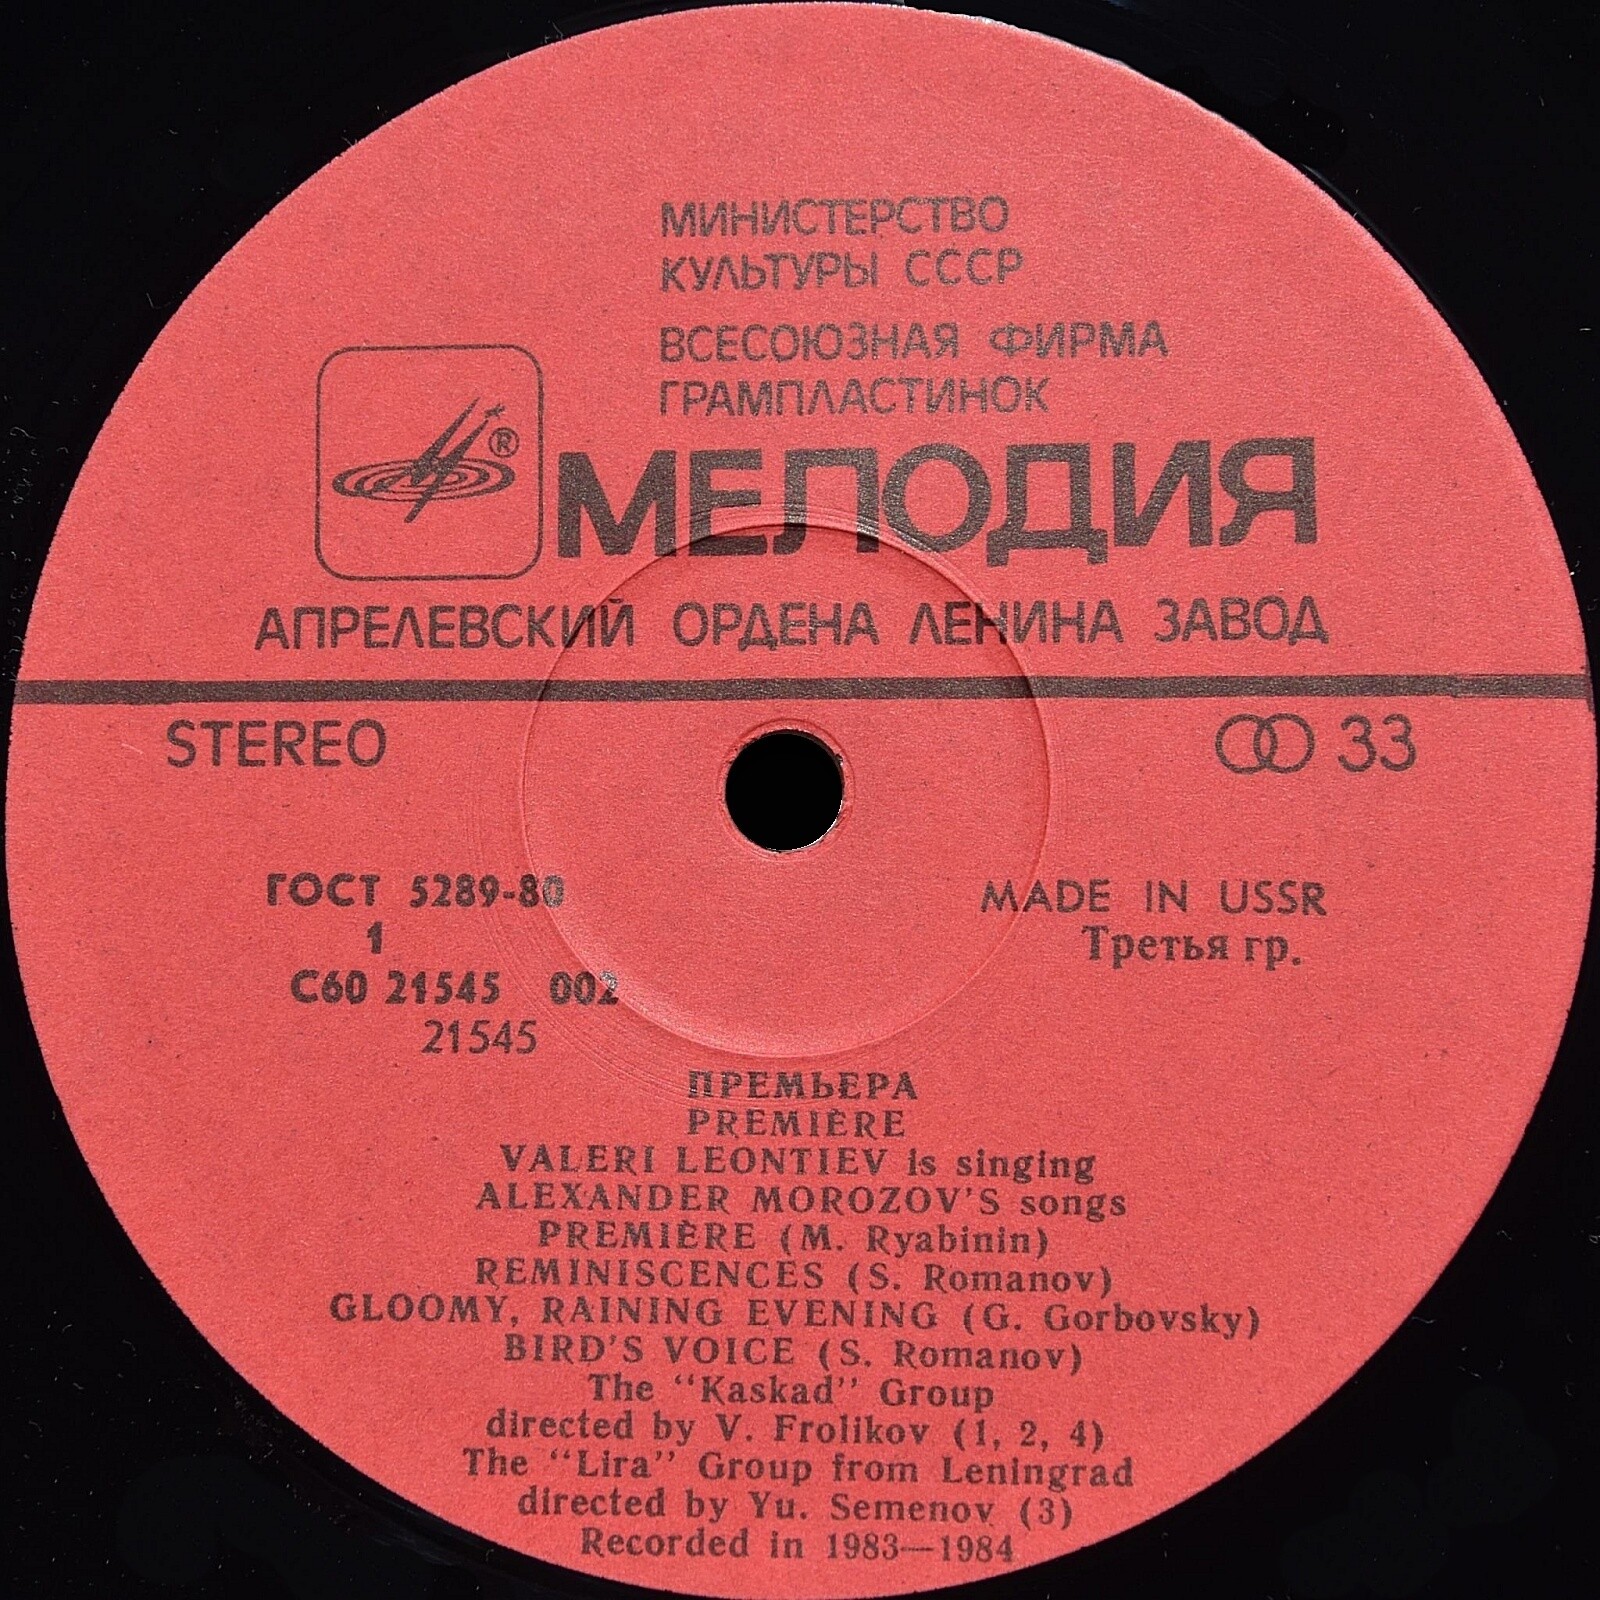 МИНИСТЕРСТВО
КУЛЬТУРЫ СССР
ВСЕСОЮЗНАЯ ФИРМА
ГРАМПЛАСТИНОК
®
МЕЛОДИЯ
АПРЕЛЕВСКИЙ ОРДЕНА ЛЕНИНА ЗАВОД
STEREO
33
ГОСТ 5289-80
MADE IN USSR
1
Третья гр.
С60 21545 002
21545
ПРЕМЬЕРА
PREMIÈRE
VALERI LEONTIEV is singing
ALEXANDER MOROZOV'S songs
PREMIÈRE (M. Ryabinin)
REMINISCENCES (S. Romanov)
GLOOMY, RAINING EVENING (G. Gorbovsky)
BIRD'S VOICE (S. Romanov)
The "Kaskad" Group
directed by V. Frolikov (1, 2, 4)
The "Lira" Group from Leningrad
directed by Yu. Semenov (3)
Recorded in 1983—1984